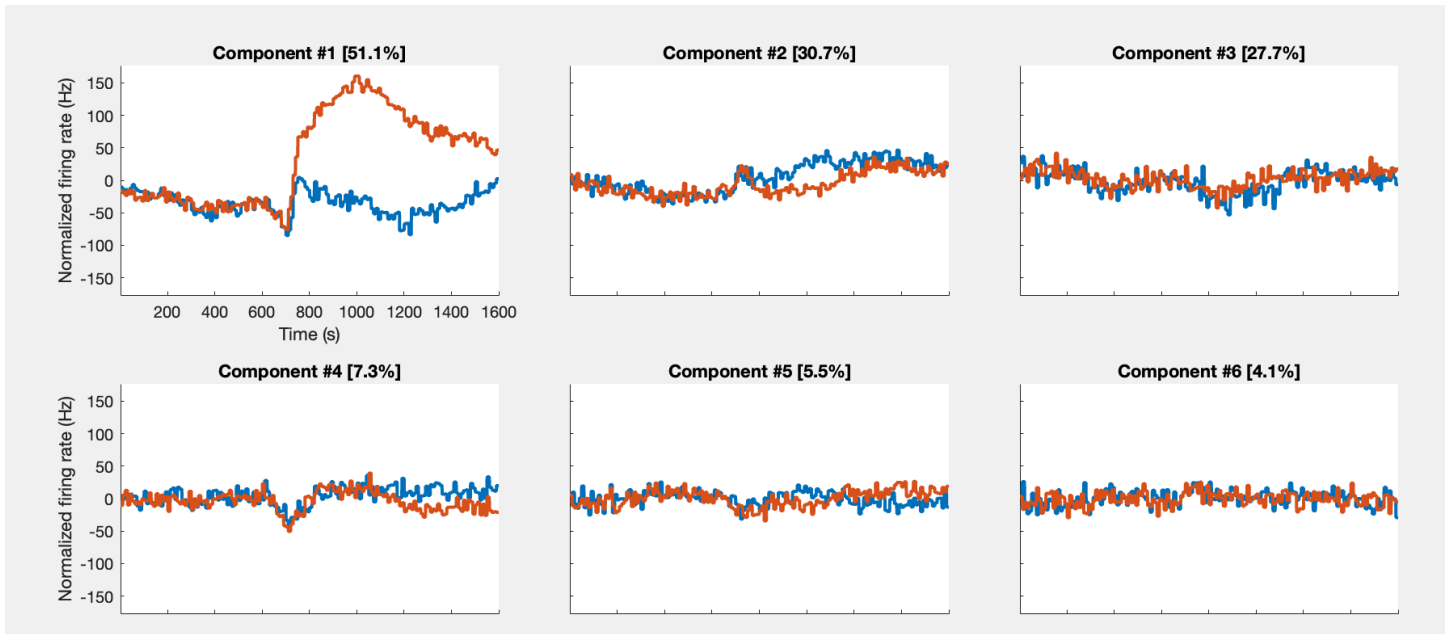 Component #1 [51.1%]
Component #2 [30.7%]
Component #3 [27.7%]
Normalized firing rate (Hz)
150
100
50
0
-50
-100
-150
200 400 600 800 1000 1200 1400 1600
Time (s)
Component #4 [7.3%]
Component #5 [5.5%]
Component #6 [4.1%]
Normalized firing rate (Hz)
150
100
50
0
-50
-100
-150